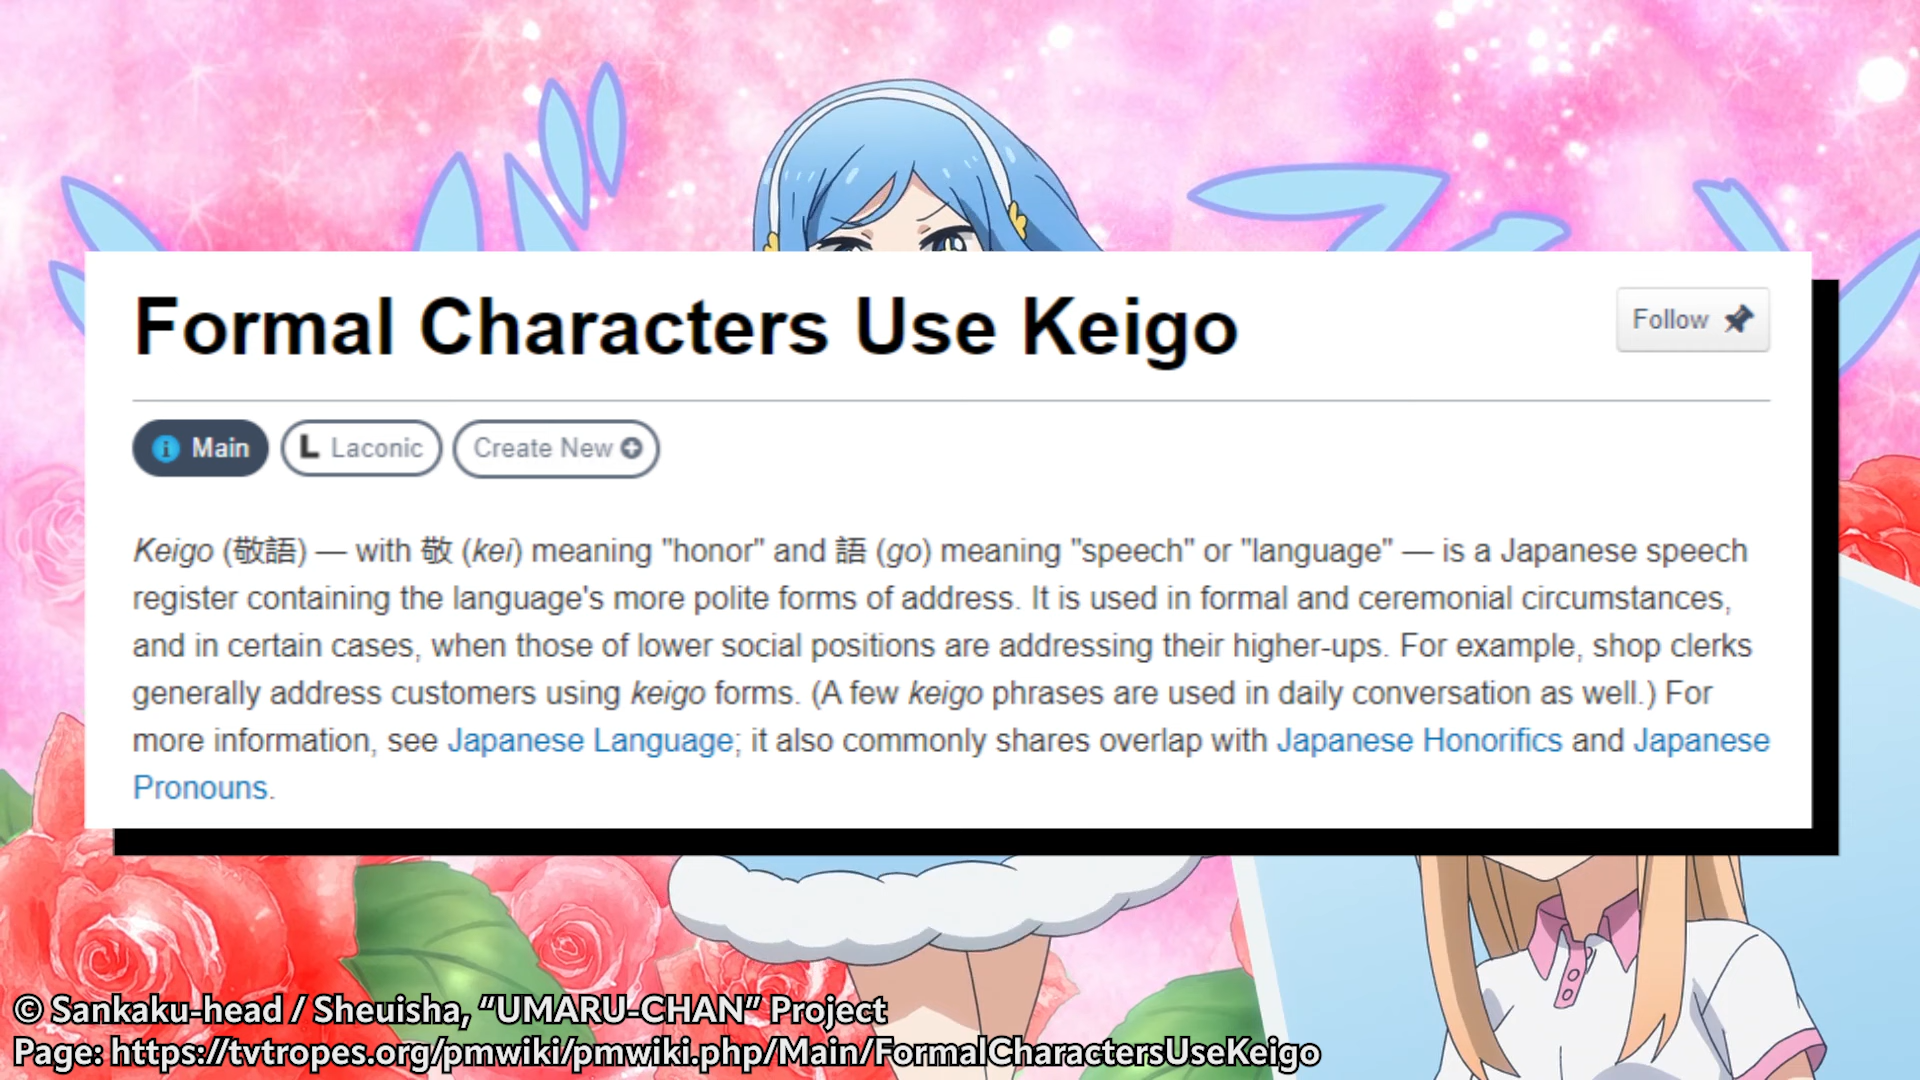 Formal Characters Use Keigo
Follow
Main
L Laconic
Create New
Keigo (敬語) — with 敬 (kei) meaning "honor" and 語 (go) meaning "speech" or "language" — is a Japanese speech
register containing the language's more polite forms of address. It is used in formal and ceremonial circumstances,
and in certain cases, when those of lower social positions are addressing their higher-ups. For example, shop clerks
generally address customers using keigo forms. (A few keigo phrases are used in daily conversation as well.) For
more information, see Japanese Language; it also commonly shares overlap with Japanese Honorifics and Japanese
Pronouns.
© Sankaku-head / Sheuisha, “UMARU-CHAN” Project
Page: https://tvtropes.org/pmwiki/pmwiki.php/Main/FormalCharactersUseKeigo